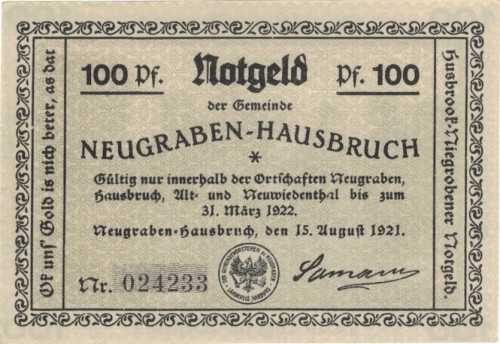 100 Pf. Notgeld Pf. 100
der Gemeinde
NEUGRABEN-HAUSBRUCH
*
Gültig nur innerhalb der Ortschaften Neugraben,
Hausbruch, Alt- und Neuwiedenthal bis zum
31. März 1922.
Neugraben-Hausbruch, den 15. August 1921.
Nr. 024233
Ok uns' Gold is nich beter, as dat
Husbrook-Niegrobener Notgeld.